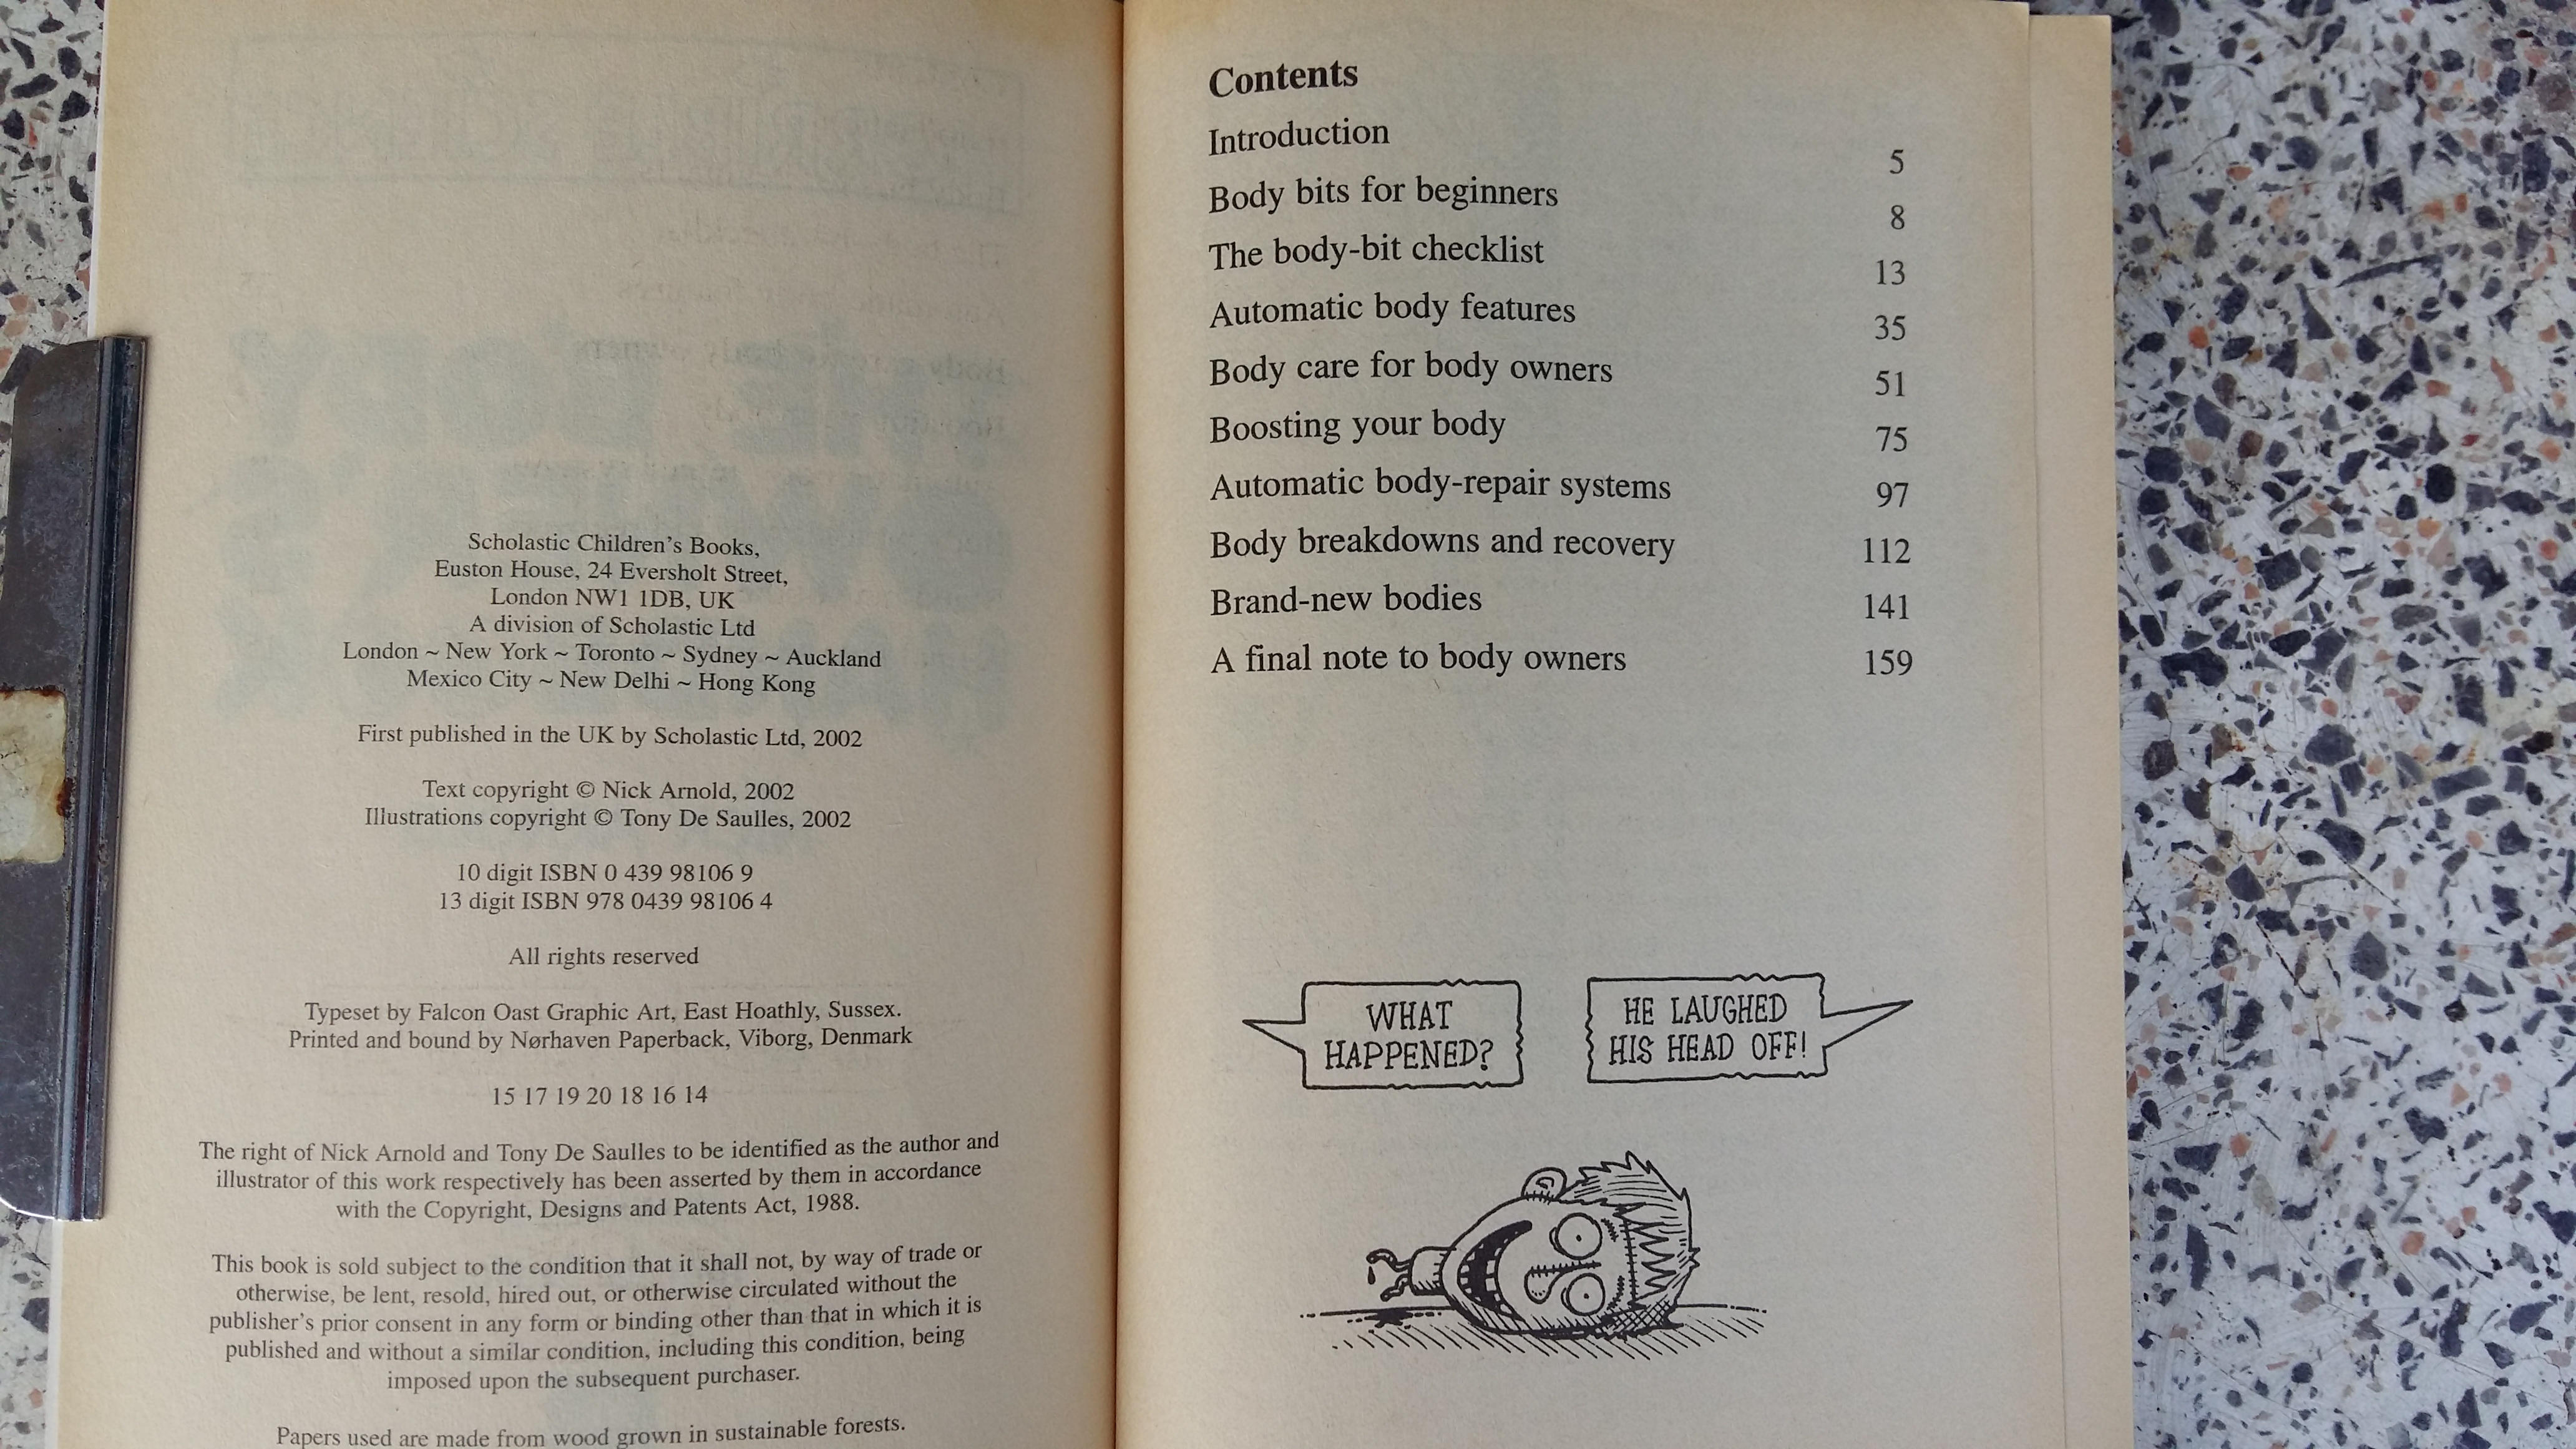 Scholastic Children's Books,
Euston House, 24 Eversholt Street,
London NW1 1DB, UK
A division of Scholastic Ltd
London ~ New York ~ Toronto ~ Sydney ~ Auckland
Mexico City ~ New Delhi ~ Hong Kong
First published in the UK by Scholastic Ltd, 2002
Text copyright © Nick Arnold, 2002
Illustrations copyright © Tony De Saulles, 2002
10 digit ISBN 0 439 98106 9
13 digit ISBN 978 0439 98106 4
All rights reserved
Typeset by Falcon Oast Graphic Art, East Hoathly, Sussex.
Printed and bound by Nørhaven Paperback, Viborg, Denmark
15 17 19 20 18 16 14
The right of Nick Arnold and Tony De Saulles to be identified as the author and
illustrator of this work respectively has been asserted by them in accordance
with the Copyright, Designs and Patents Act, 1988.
This book is sold subject to the condition that it shall not, by way of trade or
otherwise, be lent, resold, hired out, or otherwise circulated without the
publisher's prior consent in any form or binding other than that in which it is
published and without a similar condition, including this condition, being
imposed upon the subsequent purchaser.
Papers used are made from wood grown in sustainable forests.
Contents
Introduction 5
Body bits for beginners 8
The body-bit checklist 13
Automatic body features 35
Body care for body owners 51
Boosting your body 75
Automatic body-repair systems 97
Body breakdowns and recovery 112
Brand-new bodies 141
A final note to body owners 159
WHAT
HAPPENED?
HE LAUGHED
HIS HEAD OFF!